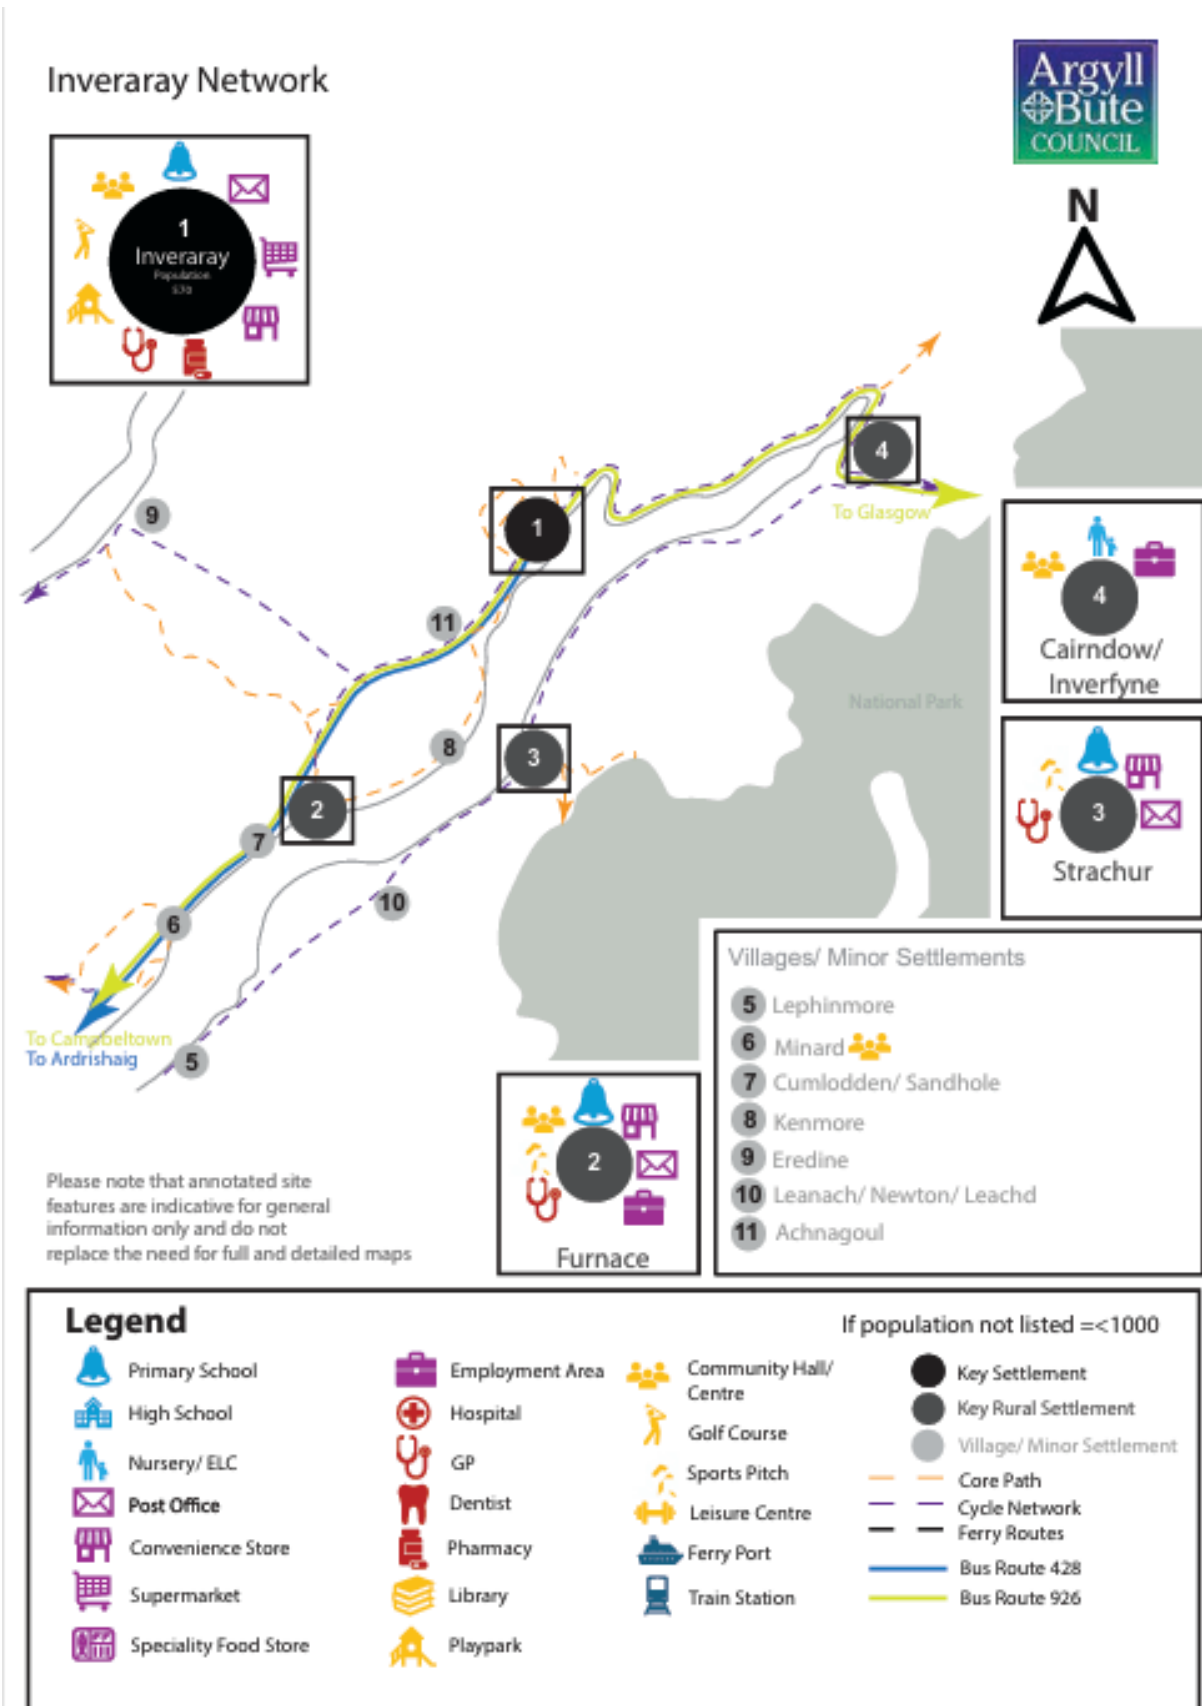 Inveraray Network
Argyll
Bute
COUNCIL
N
1
Inveraray
Population
570
9
1
4
To Glasgow
11
8
3
2
7
10
6
5
National Park
To Campbeltown
To Ardrishaig
4
Cairndow/
Inverfyne
3
Strachur
2
Furnace
Villages/ Minor Settlements
5 Lephinmore
6 Minard
7 Cumlodden/ Sandhole
8 Kenmore
9 Eredine
10 Leanach/ Newton/ Leachd
11 Achnagoul
Please note that annotated site
features are indicative for general
information only and do not
replace the need for full and detailed maps
Legend
If population not listed =<1000
Primary School
High School
Nursery/ ELC
Post Office
Convenience Store
Supermarket
Speciality Food Store
Employment Area
Hospital
GP
Dentist
Pharmacy
Library
Playpark
Community Hall/
Centre
Golf Course
Sports Pitch
Leisure Centre
Ferry Port
Train Station
Key Settlement
Key Rural Settlement
Village/ Minor Settlement
Core Path
Cycle Network
Ferry Routes
Bus Route 428
Bus Route 926